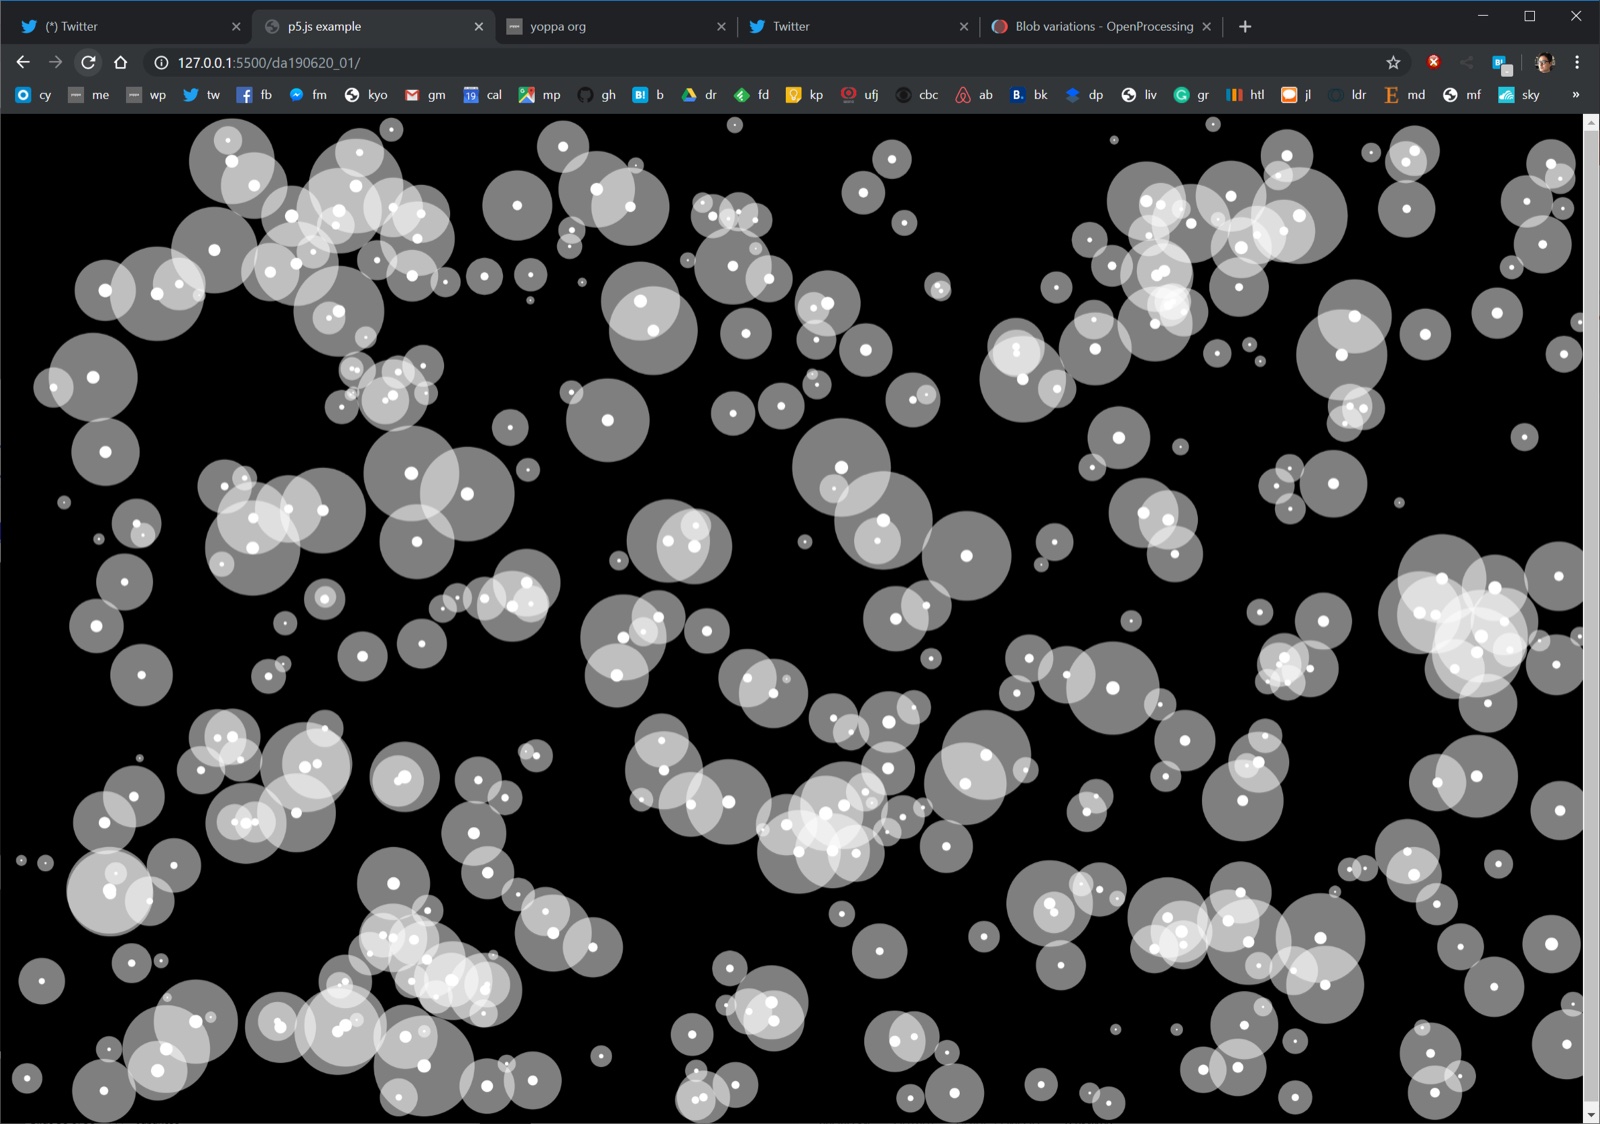 (*) Twitter
p5.js example
yoppa org
Twitter
Blob variations - OpenProcessing
127.0.0.1:5500/da190620_01/
cy me wp tw fb fm kyo gm 19 cal mp gh B! b dr fd kp ufj cbc ab B. bk dp liv gr htl jl ldr E md mf sky »